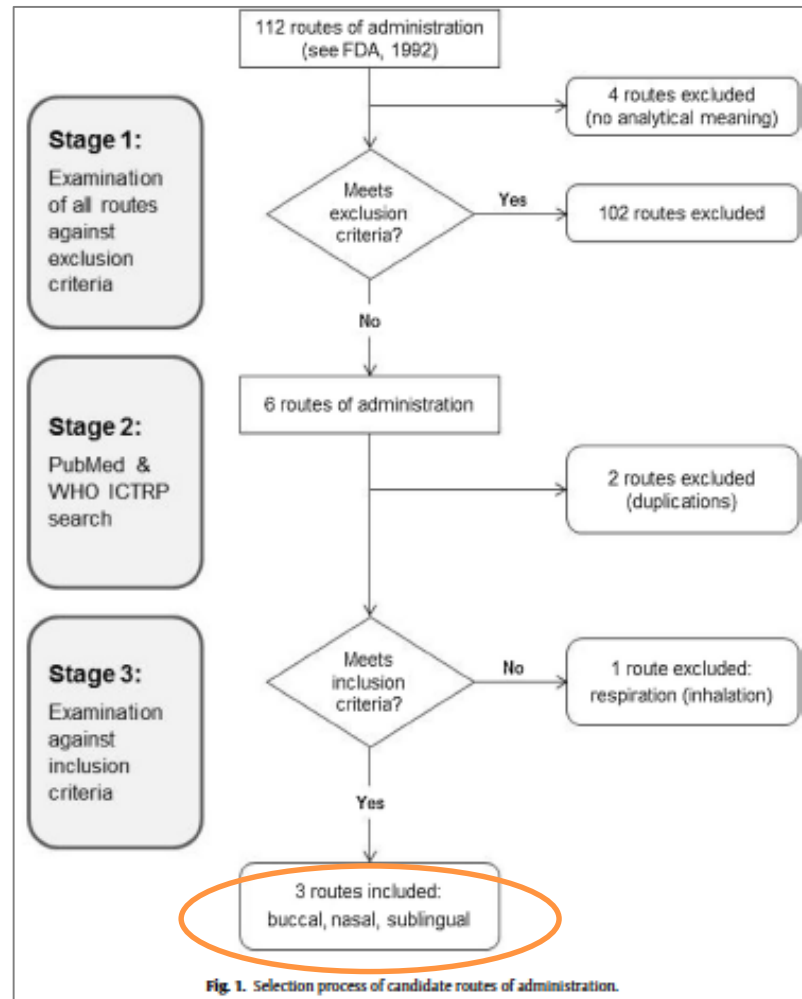 112 routes of administration
(see FDA, 1992)
4 routes excluded
(no analytical meaning)
Stage 1:
Examination
of all routes
against
exclusion
criteria
Meets
exclusion
criteria?
Yes
102 routes excluded
No
6 routes of administration
Stage 2:
PubMed &
WHO ICTRP
search
2 routes excluded
(duplications)
Stage 3:
Examination
against
inclusion
criteria
Meets
inclusion
criteria?
No
1 route excluded:
respiration (inhalation)
Yes
3 routes included:
buccal, nasal, sublingual
Fig. 1. Selection process of candidate routes of administration.